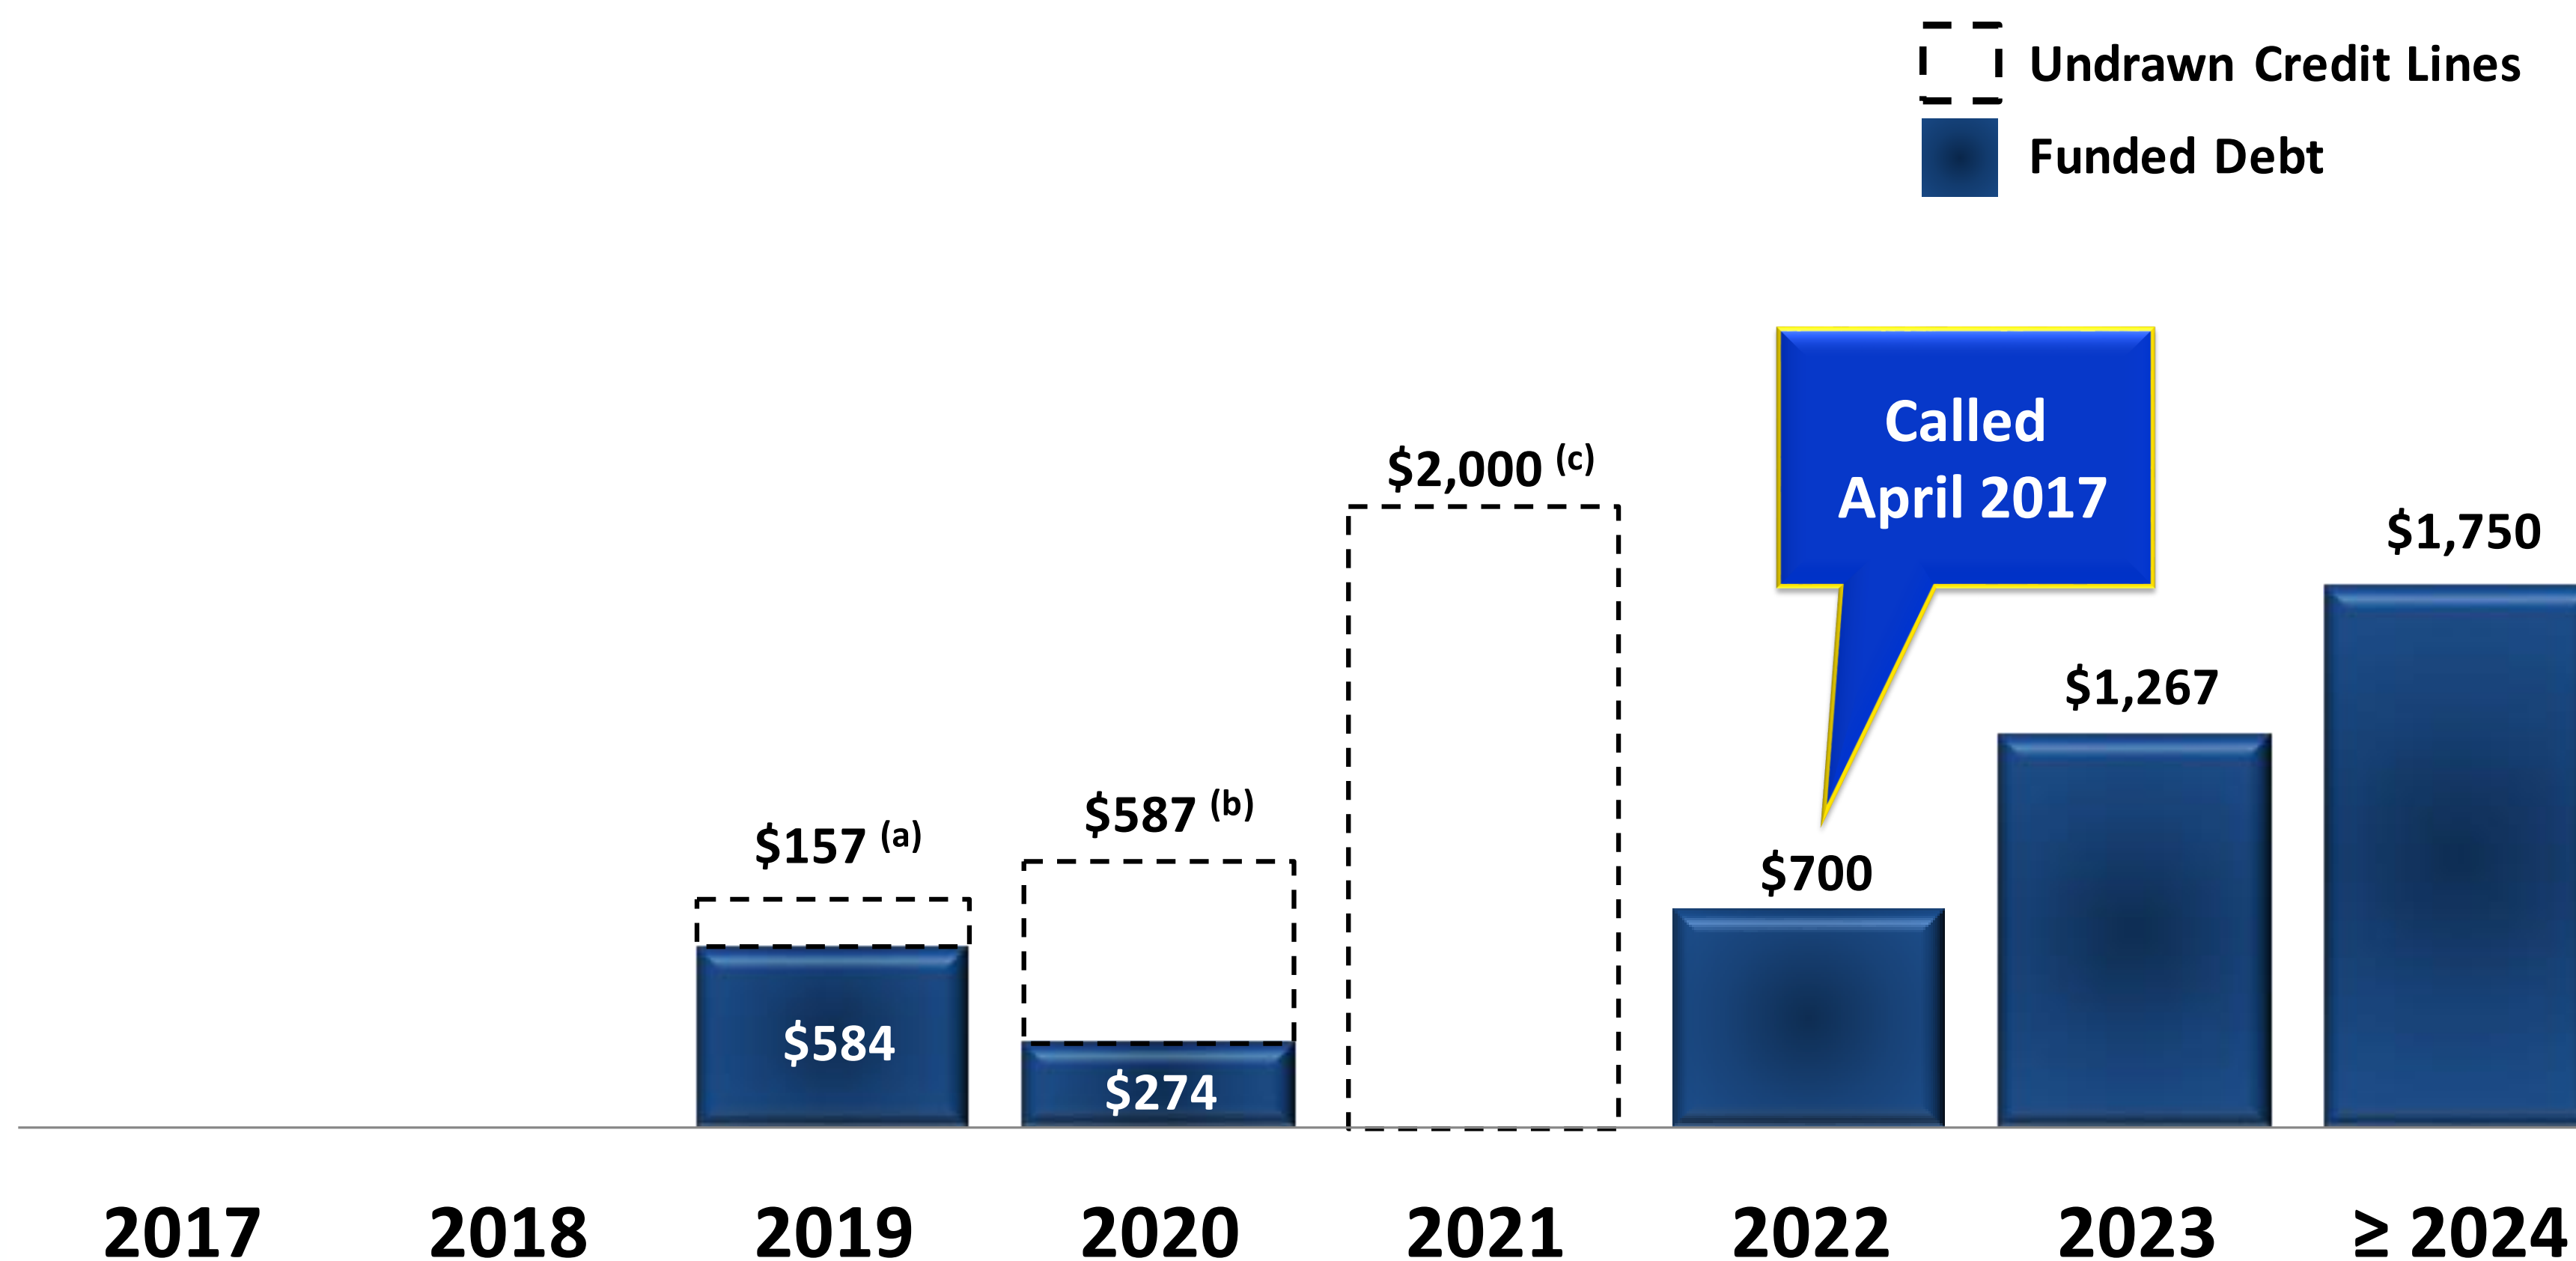 Undrawn Credit Lines
Funded Debt
Called
April 2017
$2,000 (c)
$1,750
$1,267
$587 (b)
$157 (a)
$700
$584
$274
2017 2018 2019 2020 2021 2022 2023 ≥ 2024